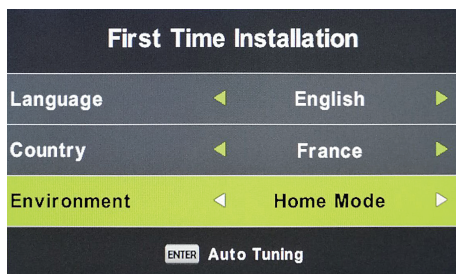 First Time Installation
Language English
Country France
Environment Home Mode
ENTER Auto Tuning